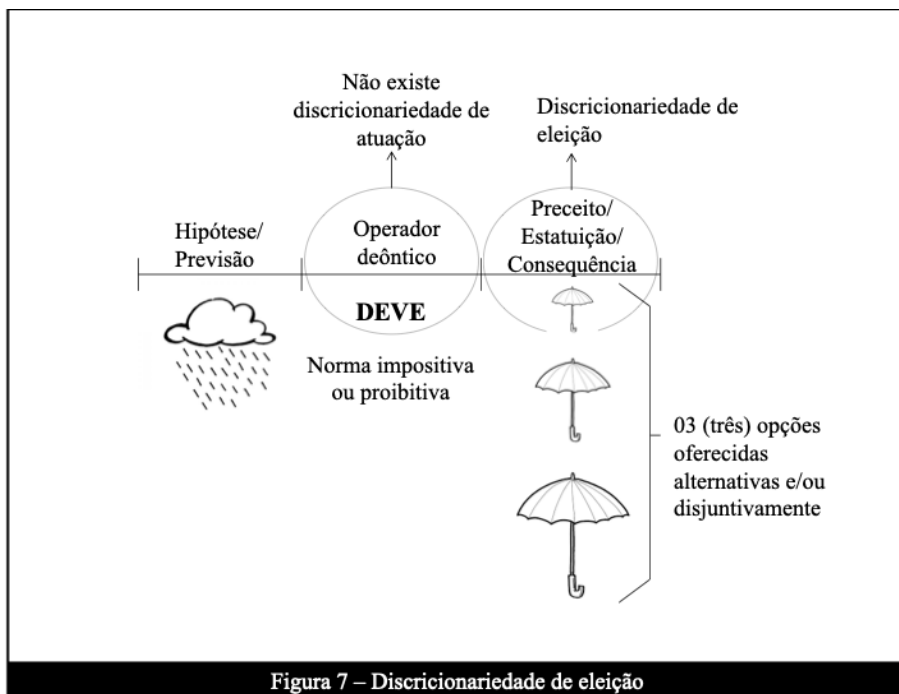 Não existe
discricionariedade de
atuação
Discricionariedade de
eleição
Hipótese/
Previsão
Operador
deôntico
Preceito/
Estatuição/
Consequência
DEVE
Norma impositiva
ou proibitiva
03 (três) opções
oferecidas
alternativas e/ou
disjuntivamente
Figura 7 – Discricionariedade de eleição